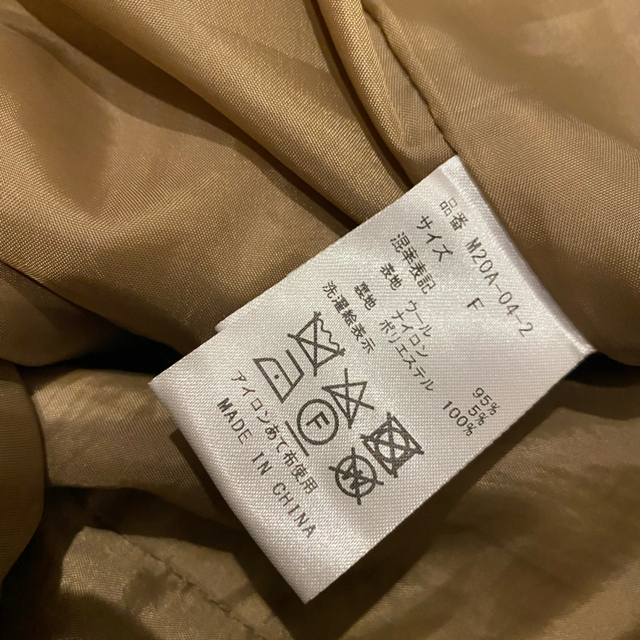 品番 M20A-04-2
サイズ F
混率表記
表地 ウール 95%
ナイロン 5%
裏地 ポリエステル 100%
洗濯絵表示
F
アイロンあて布使用
MADE IN CHINA